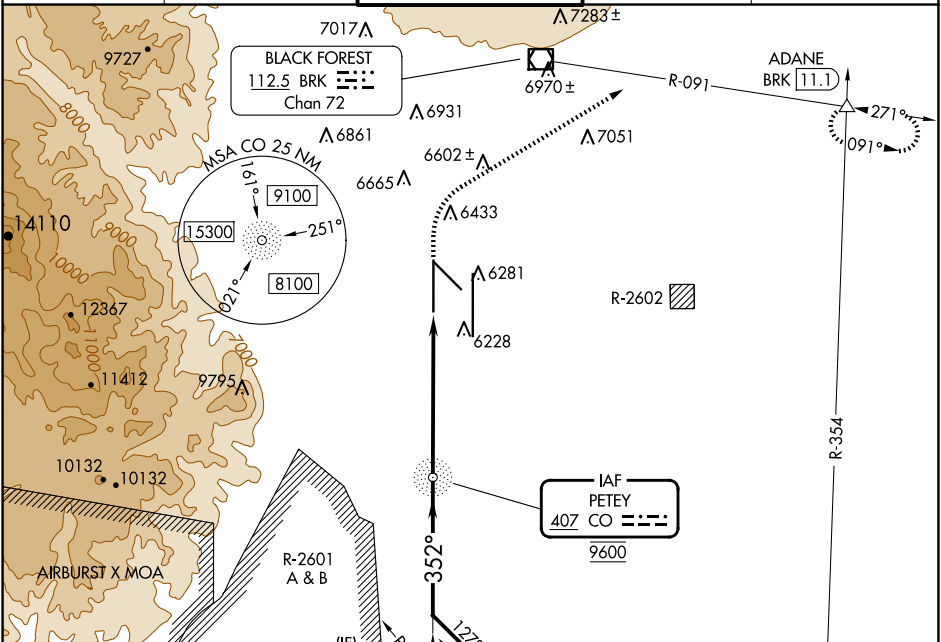 7017
7283±
9727
BLACK FOREST
112.5 BRK
Chan 72
6970±
R-091
ADANE
BRK 11.1
271°
091°
8000
6931
6861
7051
6602±
6665
MSA CO 25 NM
161°
9100
15300
251°
8100
021°
6433
14110
9000
10000
6281
R-2602
12367
11000
6228
7000
11412
9795
R-354
10132
10132
IAF
PETEY
407 CO
9600
352°
R-2601
A & B
AIRBURST X MOA
127°
(IF)